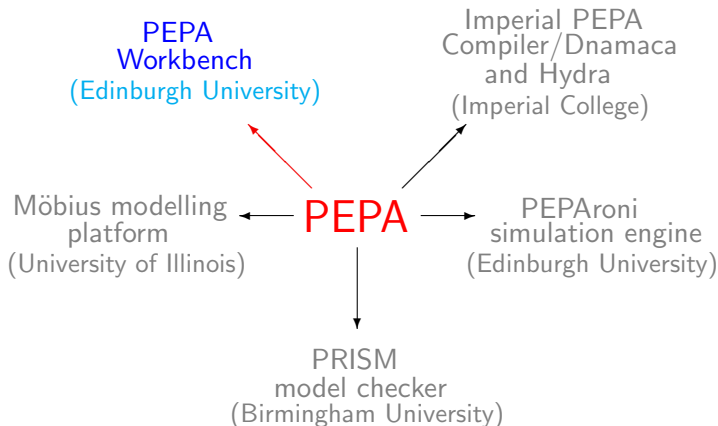 PEPA
Workbench
(Edinburgh University)
Imperial PEPA
Compiler/Dnamaca
and Hydra
(Imperial College)
Möbius modelling
platform
(University of Illinois)
PEPA
PEPAroni
simulation engine
(Edinburgh University)
PRISM
model checker
(Birmingham University)